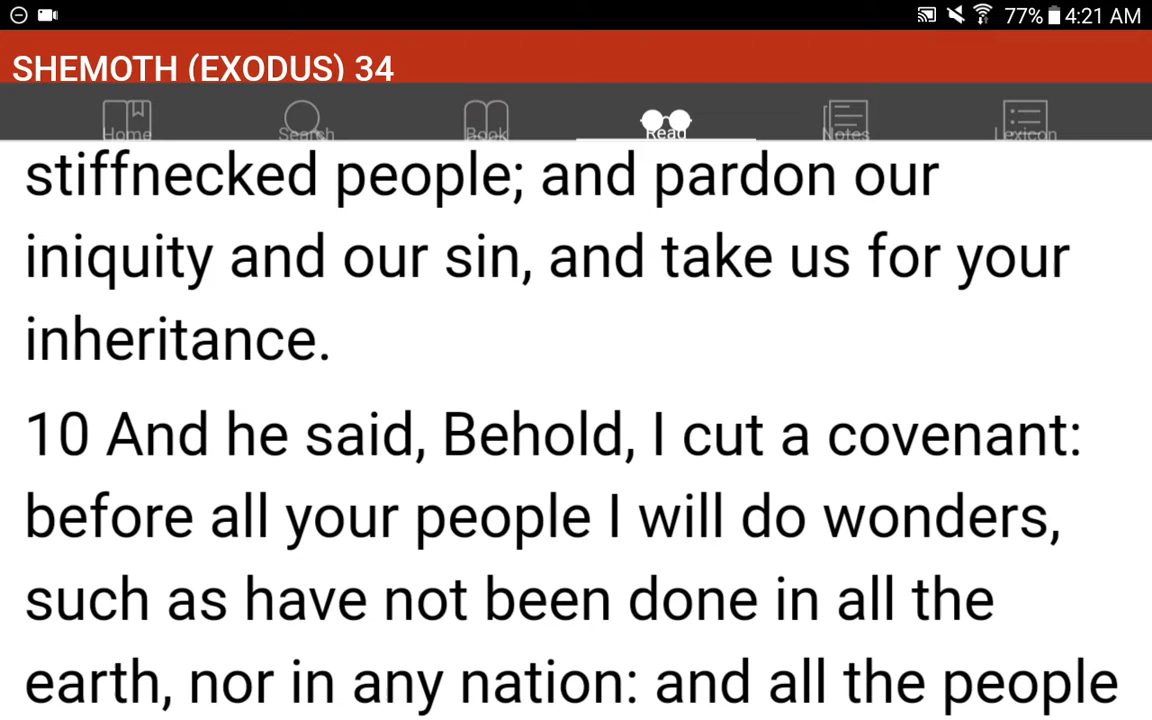 77% 4:21 AM
SHEMOTH (EXODUS) 34
Home Search Book Read Notes Lexicon
stiffnecked people; and pardon our
iniquity and our sin, and take us for your
inheritance.
10 And he said, Behold, I cut a covenant:
before all your people I will do wonders,
such as have not been done in all the
earth, nor in any nation: and all the people